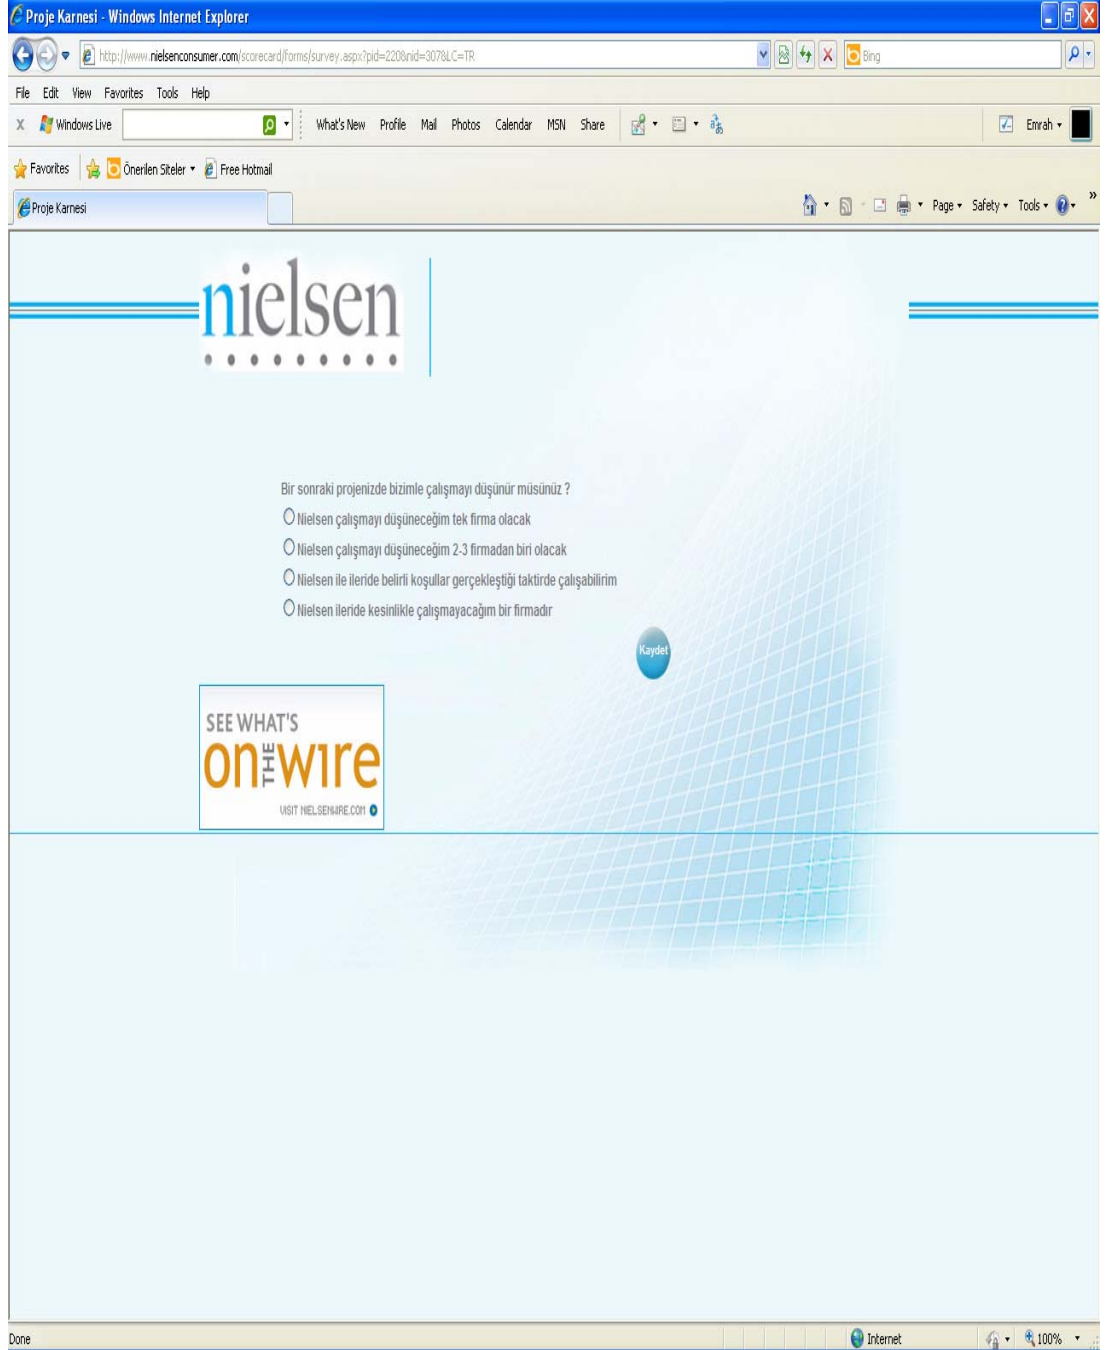 Proje Karnesi - Windows Internet Explorer
http://www.nielsenconsumer.com/scorecard/forms/survey.aspx?pid=220&nid=307&LC=TR
Bing
File Edit View Favorites Tools Help
X Windows Live What's New Profile Mail Photos Calendar MSN Share Emrah
Favorites Önerilen Siteler Free Hotmail
Proje Karnesi Page Safety Tools
nielsen
Bir sonraki projenizde bizimle çalışmayı düşünür müsünüz ?
Nielsen çalışmayı düşüneceğim tek firma olacak
Nielsen çalışmayı düşüneceğim 2-3 firmadan biri olacak
Nielsen ile ileride belirli koşullar gerçekleştiği taktirde çalışabilirim
Nielsen ileride kesinlikle çalışmayacağım bir firmadır
Kaydet
SEE WHAT'S
on THE wire
VISIT NIELSENWIRE.COM
Done Internet 100%